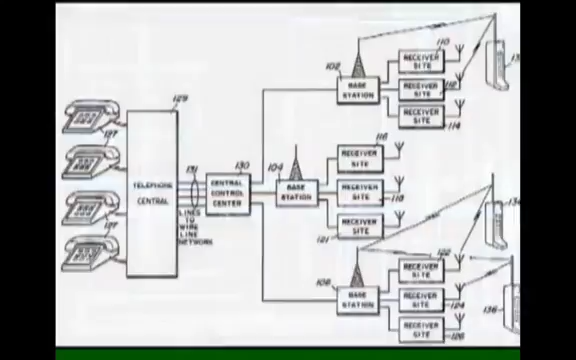 110
RECEIVER
SITE
102
BASE
STATION
112
RECEIVER
SITE
RECEIVER
SITE
114
129
127
TELEPHONE
CENTRAL
131
130
CENTRAL
CONTROL
CENTER
LINES
TO
WIRE
LINE
NETWORK
127
104
BASE
STATION
116
RECEIVER
SITE
RECEIVER
SITE
118
RECEIVER
SITE
121
134
106
BASE
STATION
122
RECEIVER
SITE
RECEIVER
SITE
124
RECEIVER
SITE
126
136